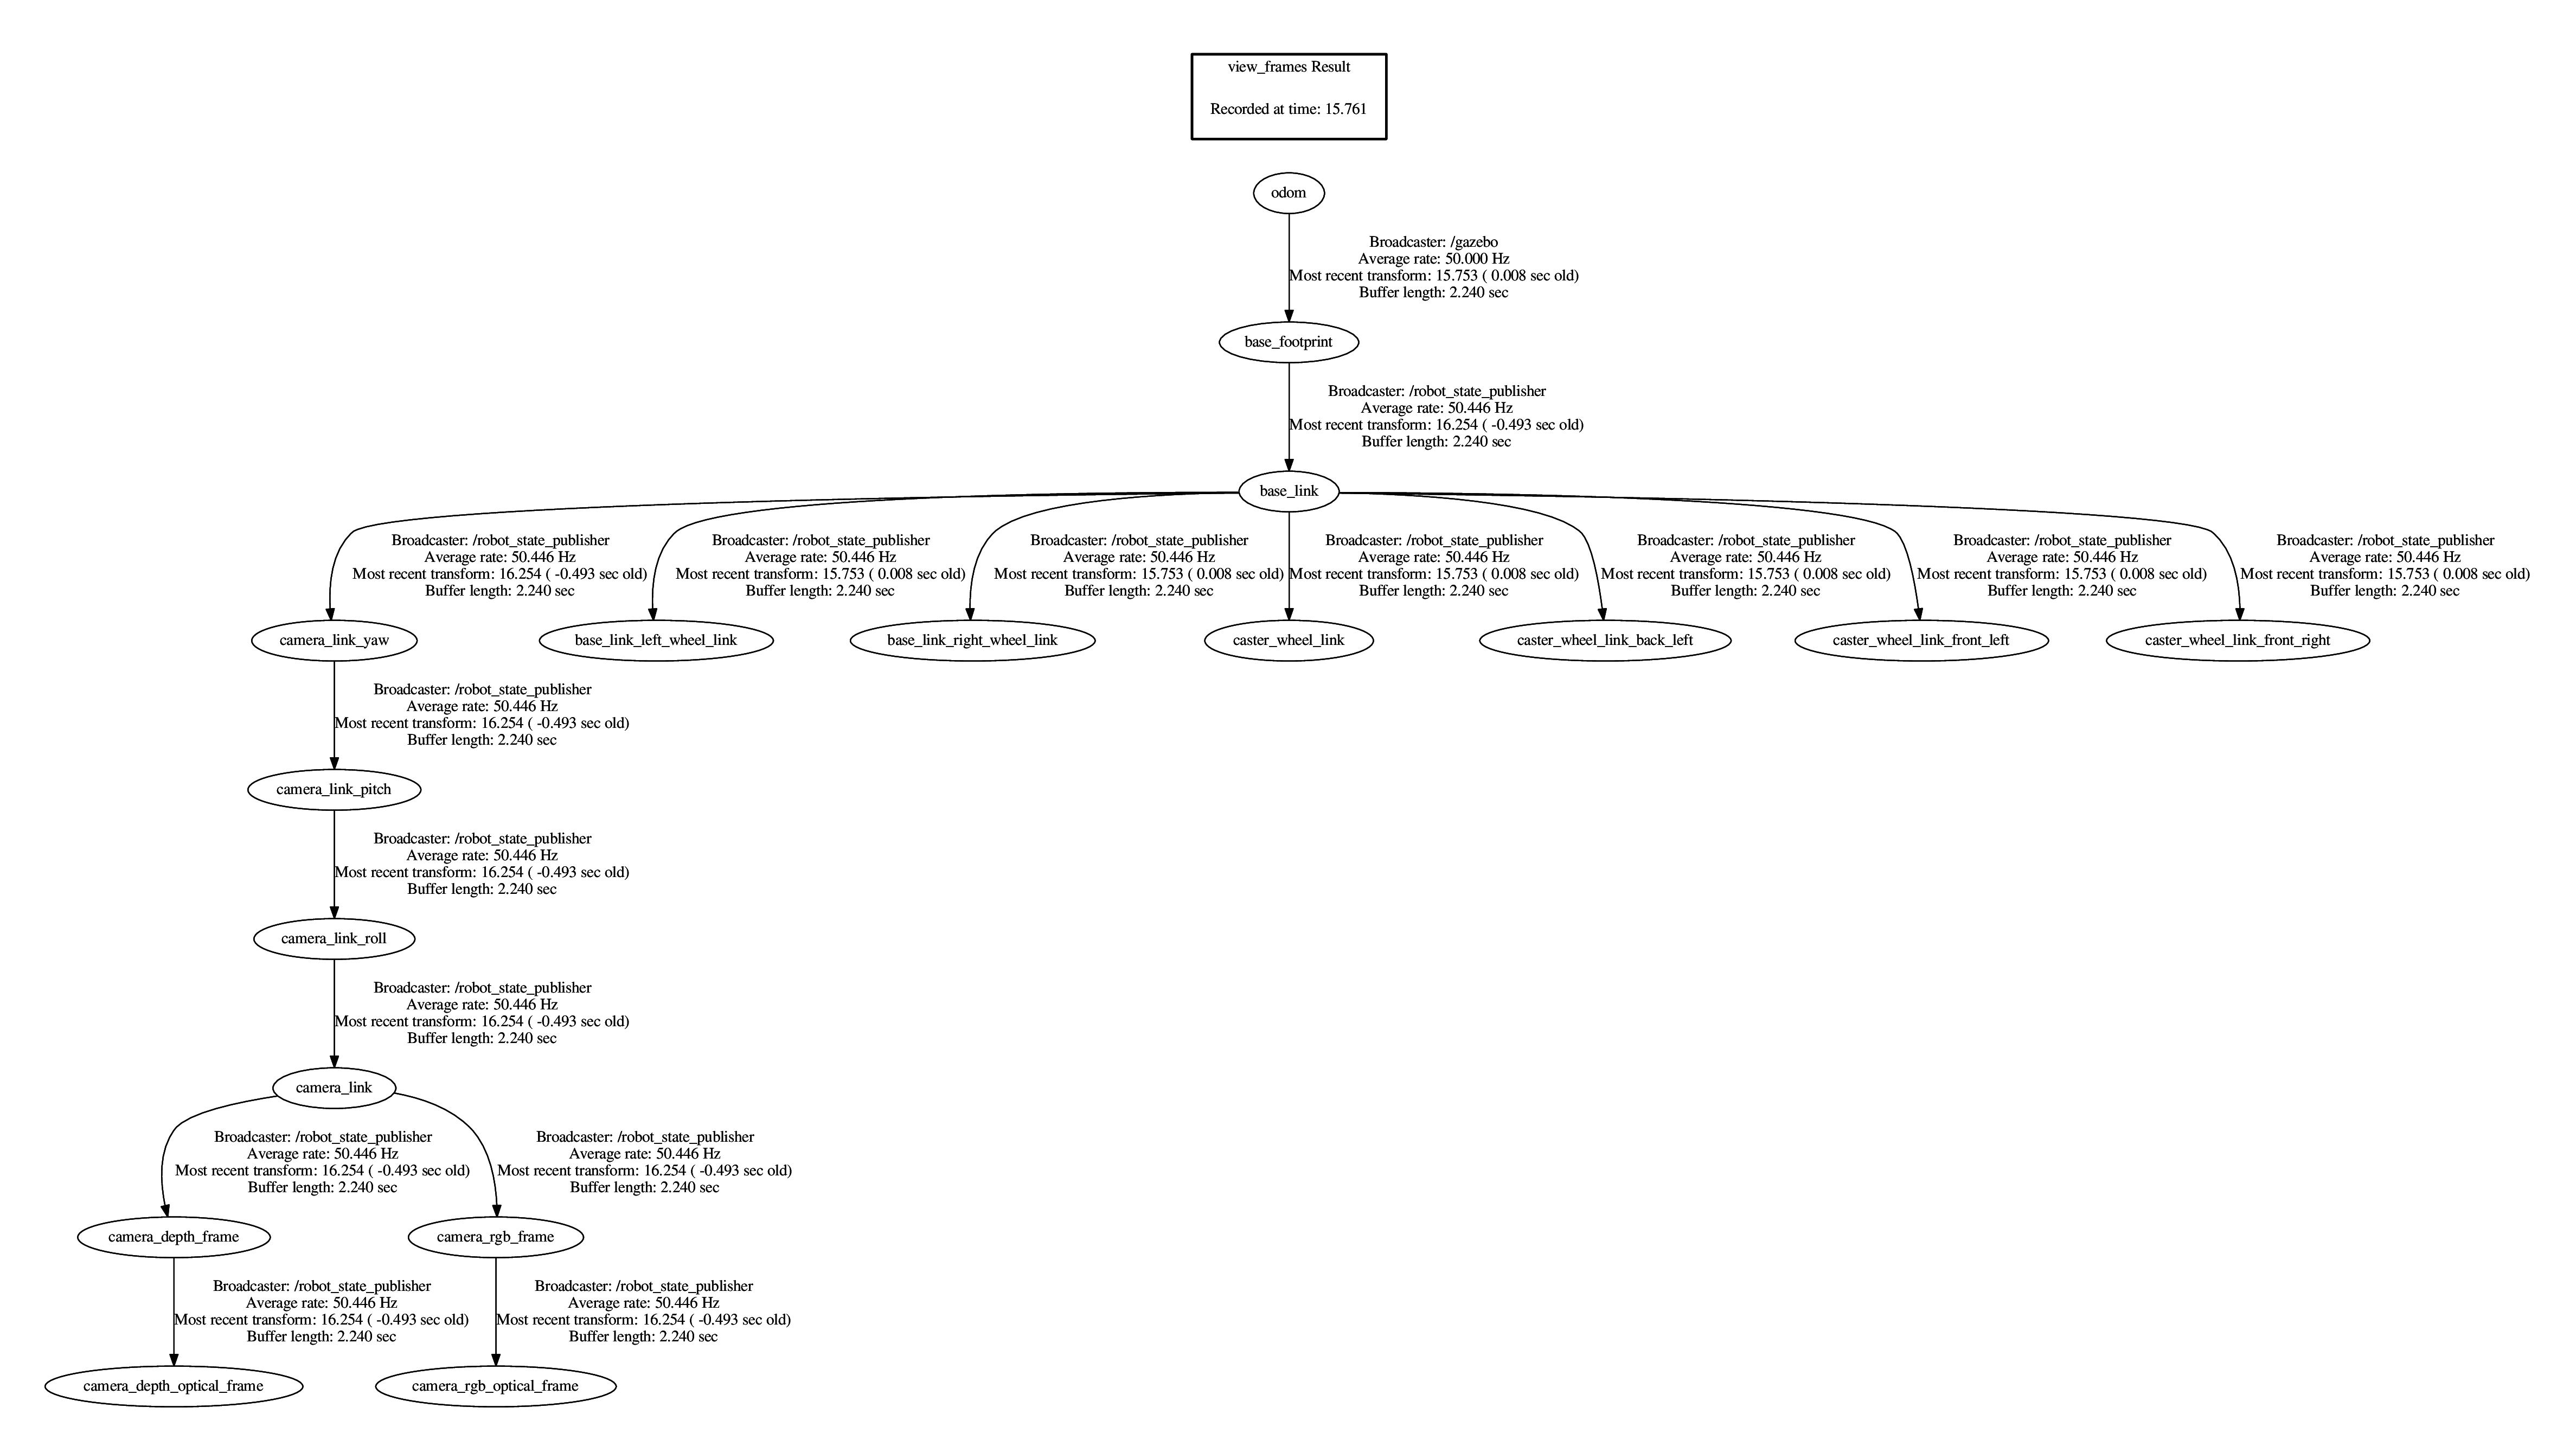 view_frames Result
Recorded at time: 15.761
odom
Broadcaster: /gazebo
Average rate: 50.000 Hz
Most recent transform: 15.753 ( 0.008 sec old)
Buffer length: 2.240 sec
base_footprint
Broadcaster: /robot_state_publisher
Average rate: 50.446 Hz
Most recent transform: 16.254 ( -0.493 sec old)
Buffer length: 2.240 sec
base_link
Broadcaster: /robot_state_publisher
Average rate: 50.446 Hz
Most recent transform: 16.254 ( -0.493 sec old)
Buffer length: 2.240 sec
Broadcaster: /robot_state_publisher
Average rate: 50.446 Hz
Most recent transform: 15.753 ( 0.008 sec old)
Buffer length: 2.240 sec
Broadcaster: /robot_state_publisher
Average rate: 50.446 Hz
Most recent transform: 15.753 ( 0.008 sec old)
Buffer length: 2.240 sec
Broadcaster: /robot_state_publisher
Average rate: 50.446 Hz
Most recent transform: 15.753 ( 0.008 sec old)
Buffer length: 2.240 sec
Broadcaster: /robot_state_publisher
Average rate: 50.446 Hz
Most recent transform: 15.753 ( 0.008 sec old)
Buffer length: 2.240 sec
Broadcaster: /robot_state_publisher
Average rate: 50.446 Hz
Most recent transform: 15.753 ( 0.008 sec old)
Buffer length: 2.240 sec
Broadcaster: /robot_state_publisher
Average rate: 50.446 Hz
Most recent transform: 15.753 ( 0.008 sec old)
Buffer length: 2.240 sec
camera_link_yaw
base_link_left_wheel_link
base_link_right_wheel_link
caster_wheel_link
caster_wheel_link_back_left
caster_wheel_link_front_left
caster_wheel_link_front_right
Broadcaster: /robot_state_publisher
Average rate: 50.446 Hz
Most recent transform: 16.254 ( -0.493 sec old)
Buffer length: 2.240 sec
camera_link_pitch
Broadcaster: /robot_state_publisher
Average rate: 50.446 Hz
Most recent transform: 16.254 ( -0.493 sec old)
Buffer length: 2.240 sec
camera_link_roll
Broadcaster: /robot_state_publisher
Average rate: 50.446 Hz
Most recent transform: 16.254 ( -0.493 sec old)
Buffer length: 2.240 sec
camera_link
Broadcaster: /robot_state_publisher
Average rate: 50.446 Hz
Most recent transform: 16.254 ( -0.493 sec old)
Buffer length: 2.240 sec
Broadcaster: /robot_state_publisher
Average rate: 50.446 Hz
Most recent transform: 16.254 ( -0.493 sec old)
Buffer length: 2.240 sec
camera_depth_frame
camera_rgb_frame
Broadcaster: /robot_state_publisher
Average rate: 50.446 Hz
Most recent transform: 16.254 ( -0.493 sec old)
Buffer length: 2.240 sec
Broadcaster: /robot_state_publisher
Average rate: 50.446 Hz
Most recent transform: 16.254 ( -0.493 sec old)
Buffer length: 2.240 sec
camera_depth_optical_frame
camera_rgb_optical_frame